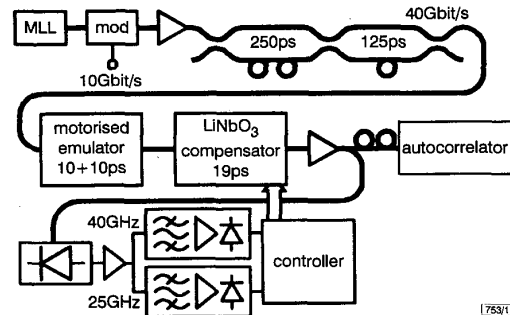 MLL
mod
10Gbit/s
250ps
125ps
40Gbit/s
motorised
emulator
10+10ps
LiNbO3
compensator
19ps
autocorrelator
40GHz
25GHz
controller
753/1